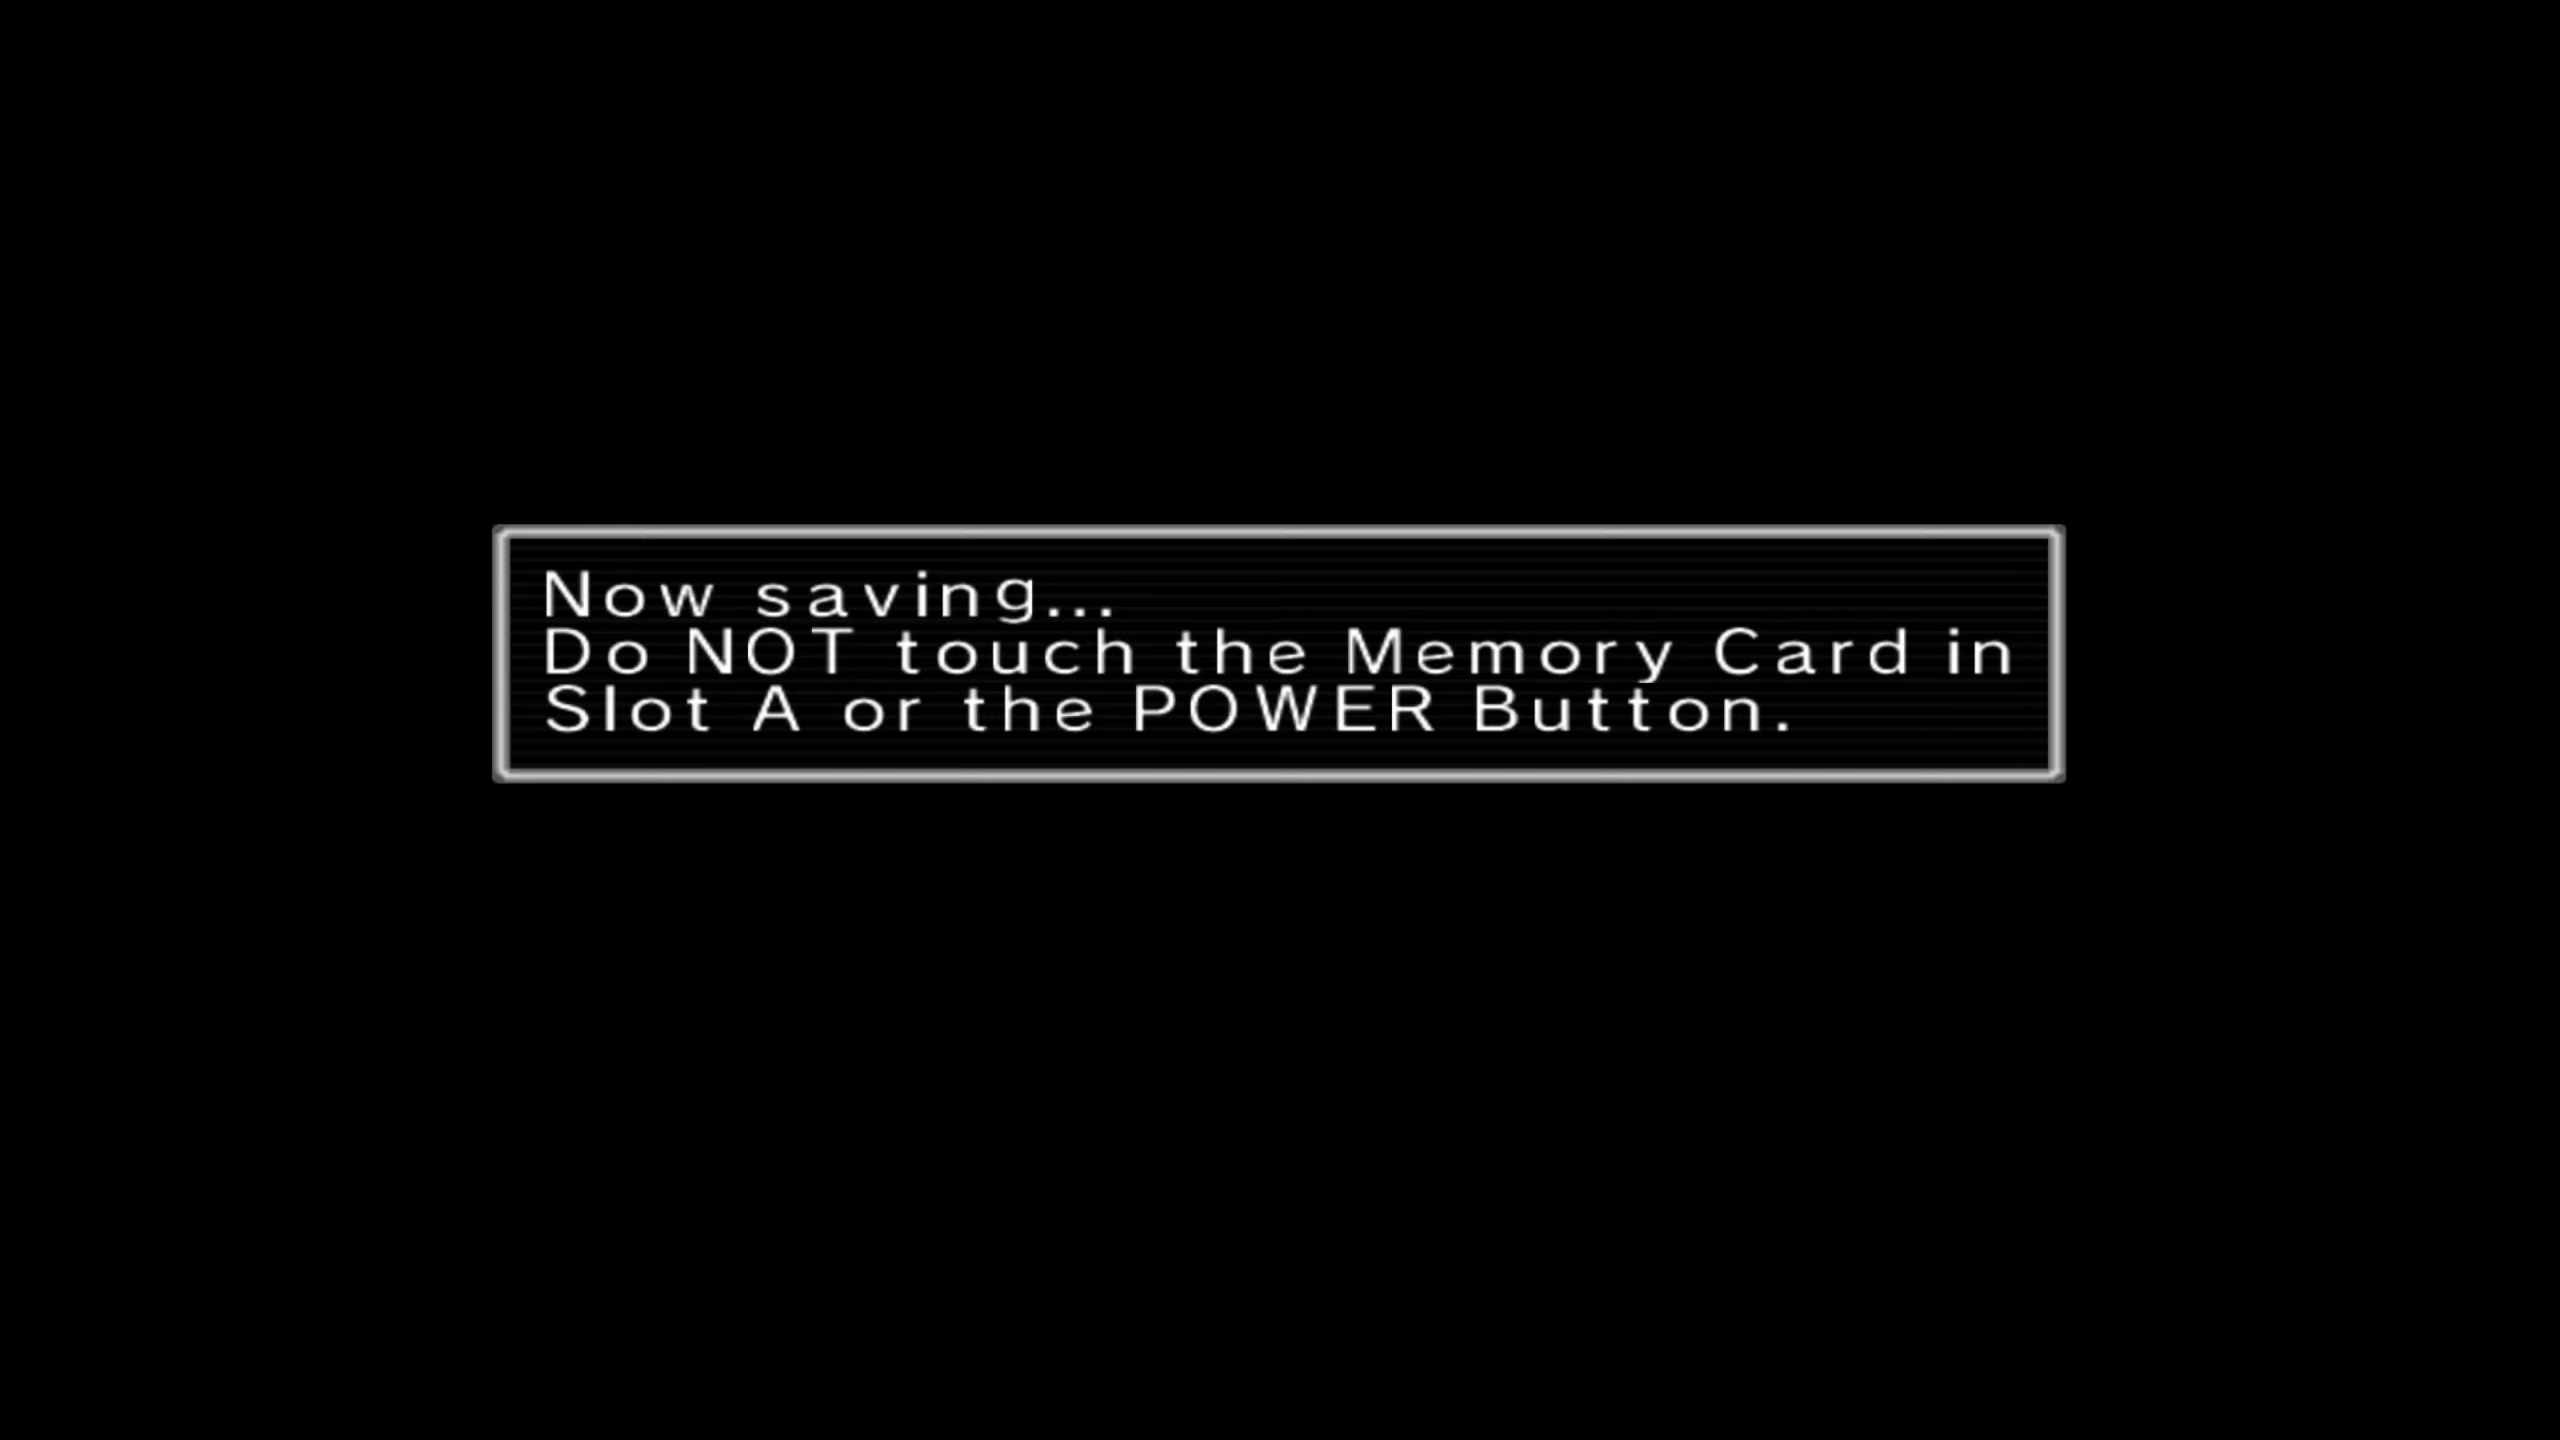 Now saving...
Do NOT touch the Memory Card in
Slot A or the POWER Button.